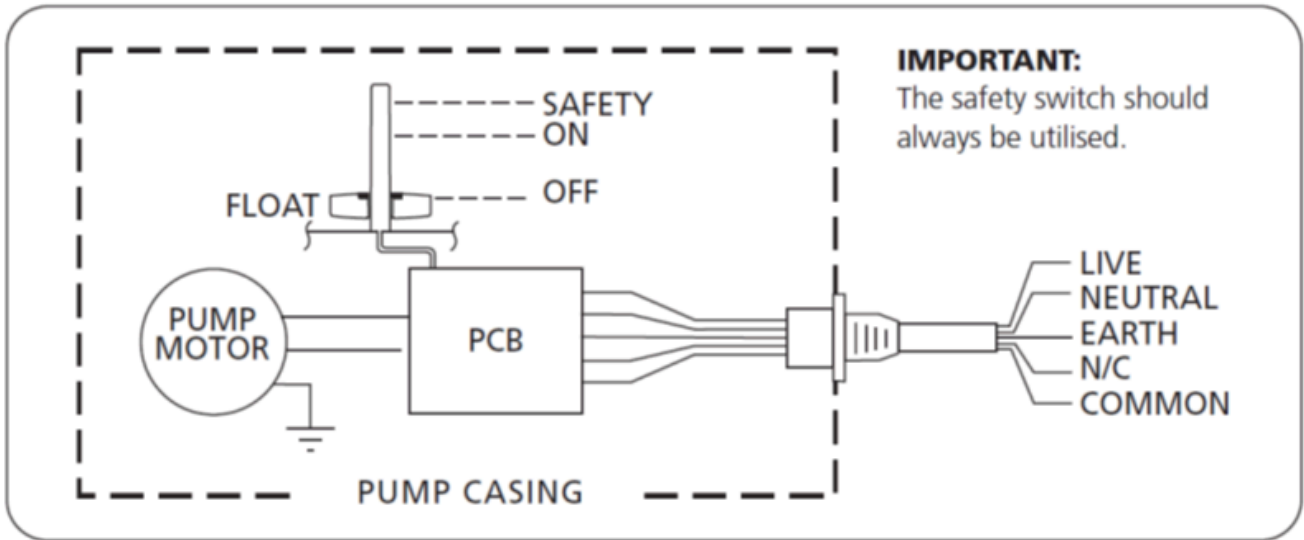 IMPORTANT:
The safety switch should
always be utilised.
SAFETY
ON
OFF
FLOAT
PUMP
MOTOR
PCB
LIVE
NEUTRAL
EARTH
N/C
COMMON
PUMP CASING